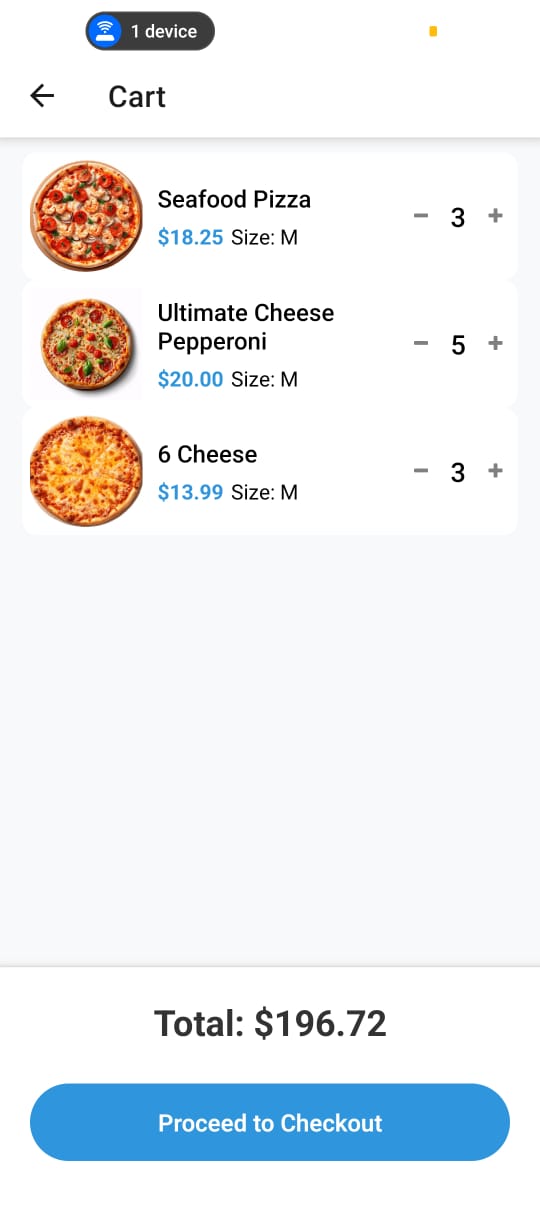 1 device
Cart
Seafood Pizza
$18.25 Size: M
− 3 +
Ultimate Cheese
Pepperoni
$20.00 Size: M
− 5 +
6 Cheese
$13.99 Size: M
− 3 +
Total: $196.72
Proceed to Checkout